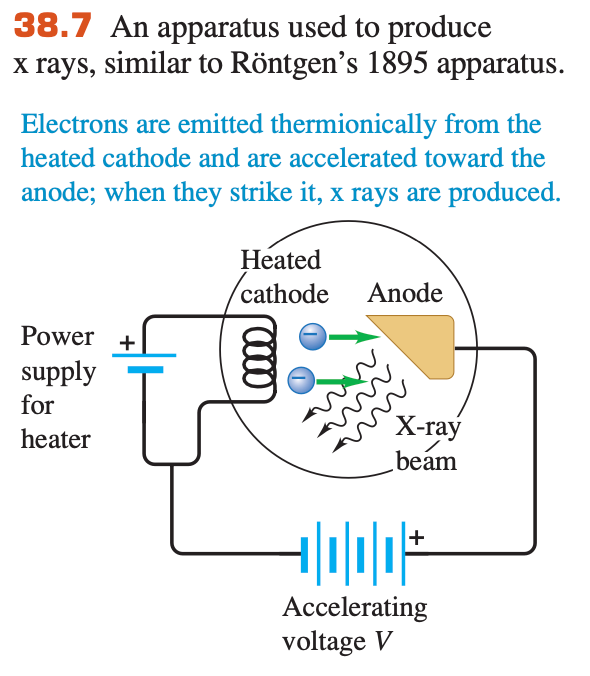 38.7 An apparatus used to produce
x rays, similar to Röntgen’s 1895 apparatus.
Electrons are emitted thermionically from the
heated cathode and are accelerated toward the
anode; when they strike it, x rays are produced.
Heated
cathode
Anode
Power
supply
for
heater
+
−
−
X-ray
beam
+
Accelerating
voltage V